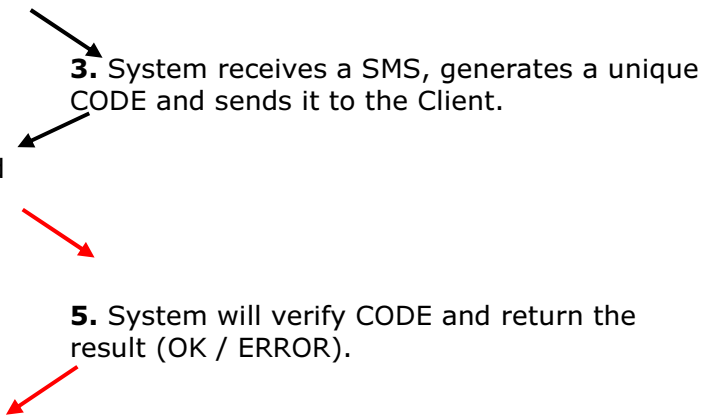 3. System receives a SMS, generates a unique
CODE and sends it to the Client.
5. System will verify CODE and return the
result (OK / ERROR).